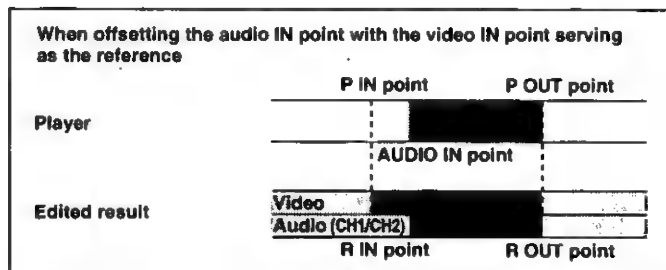 When offsetting the audio IN point with the video IN point serving
as the reference
P IN point P OUT point
Player
AUDIO IN point
Edited result
Video
Audio (CH1/CH2)
R IN point R OUT point